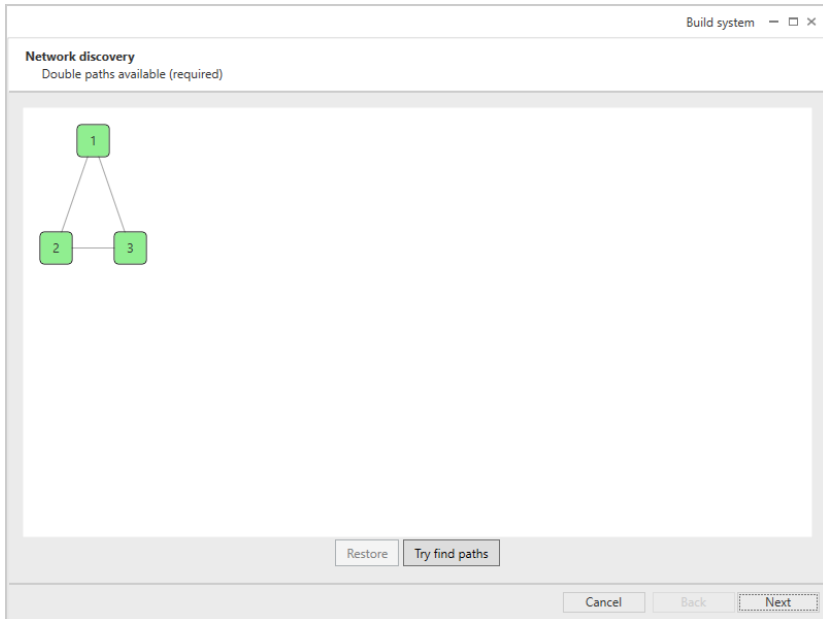 Build system
Network discovery
Double paths available (required)
1
2 3
Restore Try find paths
Cancel Back Next